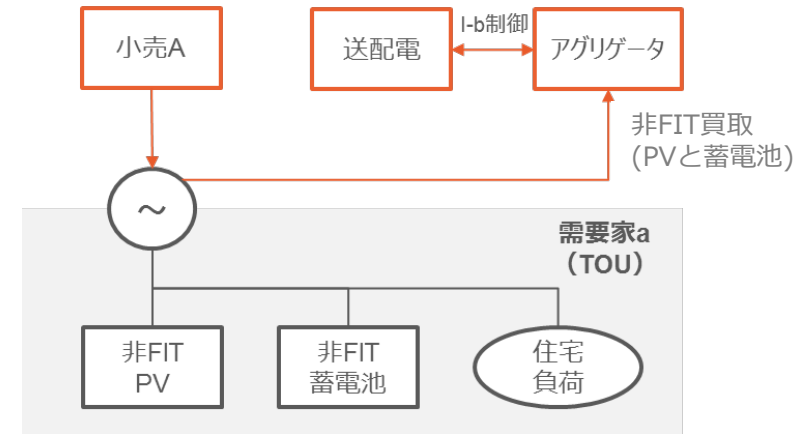 小売A
送配電
I-b制御
アグリゲータ
非FIT買取
(PVと蓄電池)
～
需要家a
（TOU）
非FIT
PV
非FIT
蓄電池
住宅
負荷